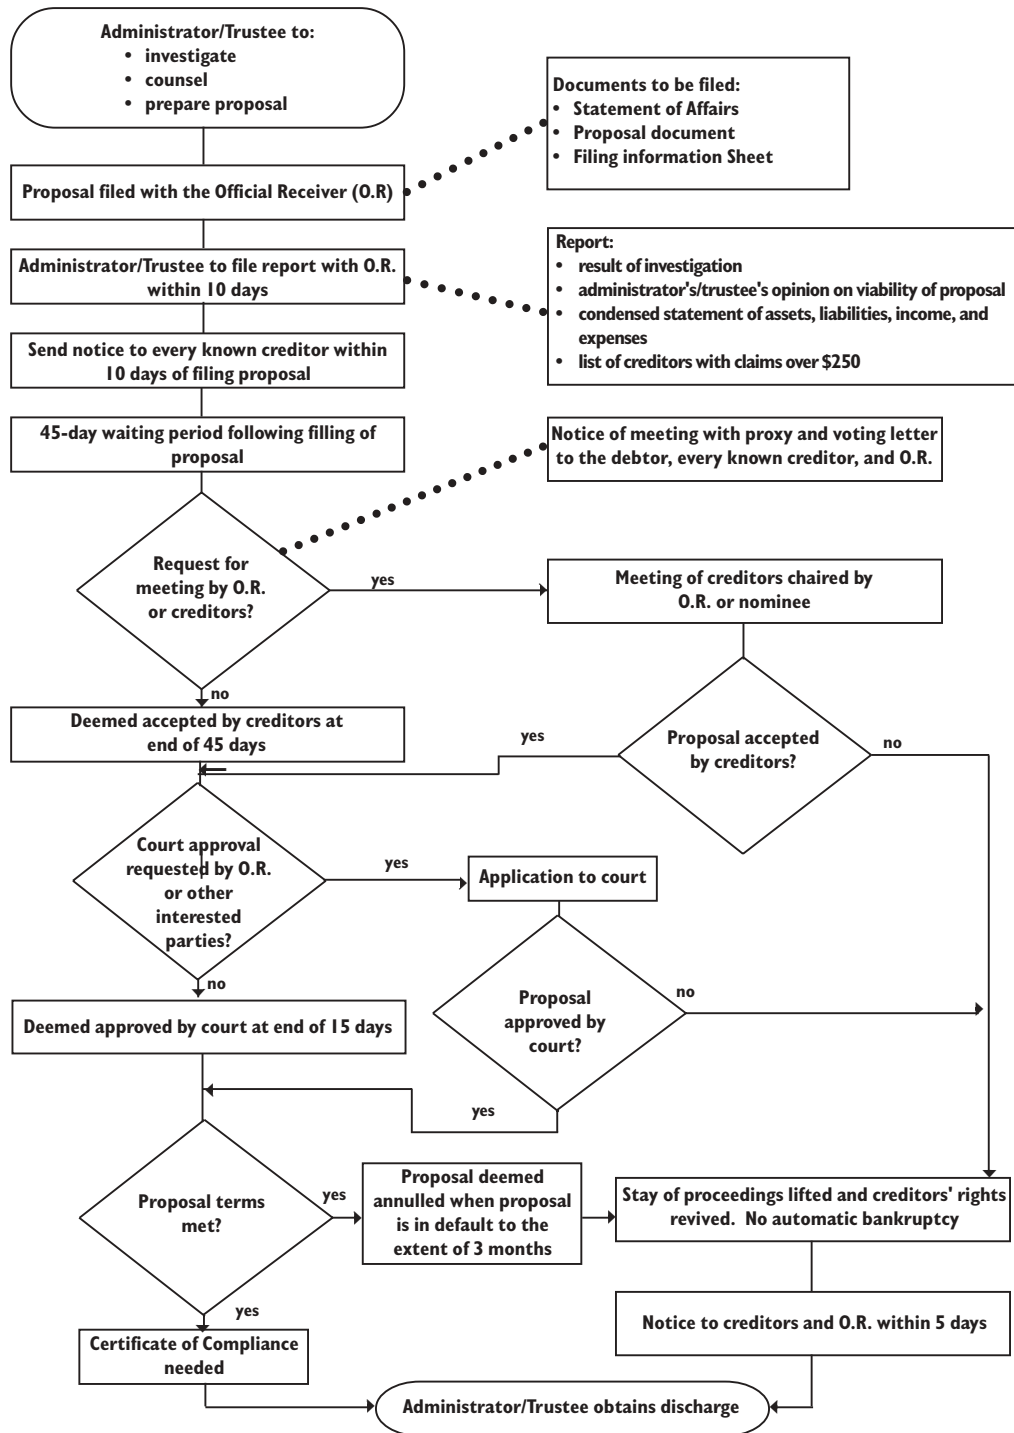 Administrator/Trustee to:
• investigate
• counsel
• prepare proposal
Documents to be filed:
• Statement of Affairs
• Proposal document
• Filing information Sheet
Proposal filed with the Official Receiver (O.R)
Administrator/Trustee to file report with O.R.
within 10 days
Report:
• result of investigation
• administrator's/trustee's opinion on viability of proposal
• condensed statement of assets, liabilities, income, and
expenses
• list of creditors with claims over $250
Send notice to every known creditor within
10 days of filing proposal
45-day waiting period following filling of
proposal
Notice of meeting with proxy and voting letter
to the debtor, every known creditor, and O.R.
Request for
meeting by O.R.
or creditors?
yes
Meeting of creditors chaired by
O.R. or nominee
no
Deemed accepted by creditors at
end of 45 days
Proposal accepted
by creditors?
yes
no
Court approval
requested by O.R.
or other
interested
parties?
yes
Application to court
no
Proposal
approved by
court?
no
yes
Deemed approved by court at end of 15 days
Proposal terms
met?
yes
Proposal deemed
annulled when proposal
is in default to the
extent of 3 months
Stay of proceedings lifted and creditors' rights
revived. No automatic bankruptcy
yes
Certificate of Compliance
needed
Notice to creditors and O.R. within 5 days
Administrator/Trustee obtains discharge